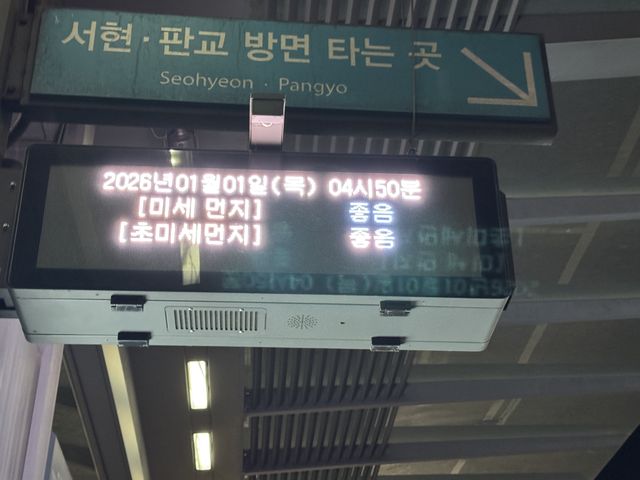 서현·판교 방면 타는 곳
Seohyeon · Pangyo
2026년01월01일(목) 04시50분
[미세 먼지] 좋음
[초미세먼지] 좋음